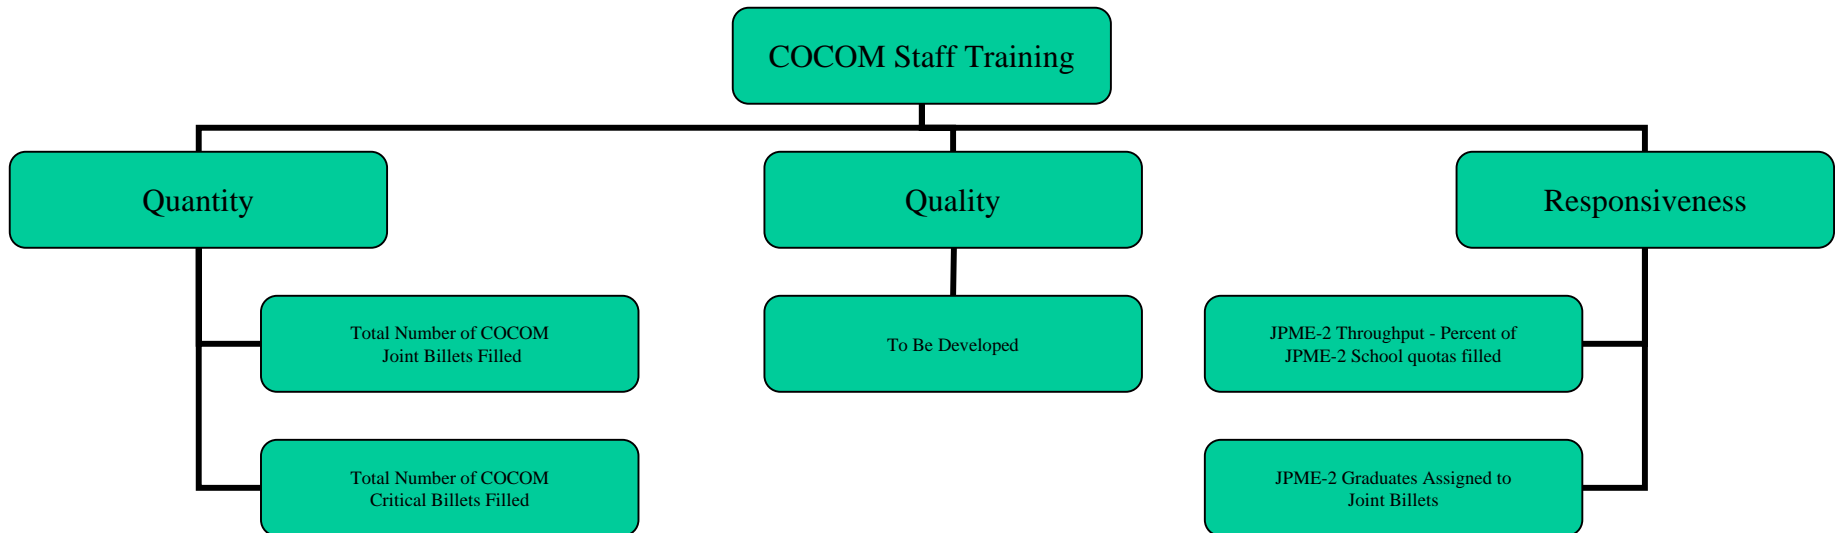 COCOM Staff Training
Quantity
Quality
Responsiveness
Total Number of COCOM
Joint Billets Filled
To Be Developed
JPME-2 Throughput - Percent of
JPME-2 School quotas filled
Total Number of COCOM
Critical Billets Filled
JPME-2 Graduates Assigned to
Joint Billets